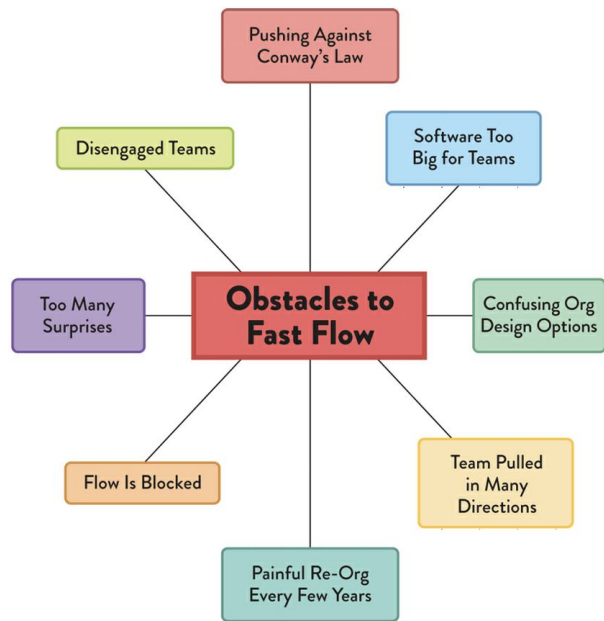 Pushing Against
Conway's Law
Disengaged Teams
Software Too
Big for Teams
Too Many
Surprises
Obstacles to
Fast Flow
Confusing Org
Design Options
Flow Is Blocked
Team Pulled
in Many
Directions
Painful Re-Org
Every Few Years